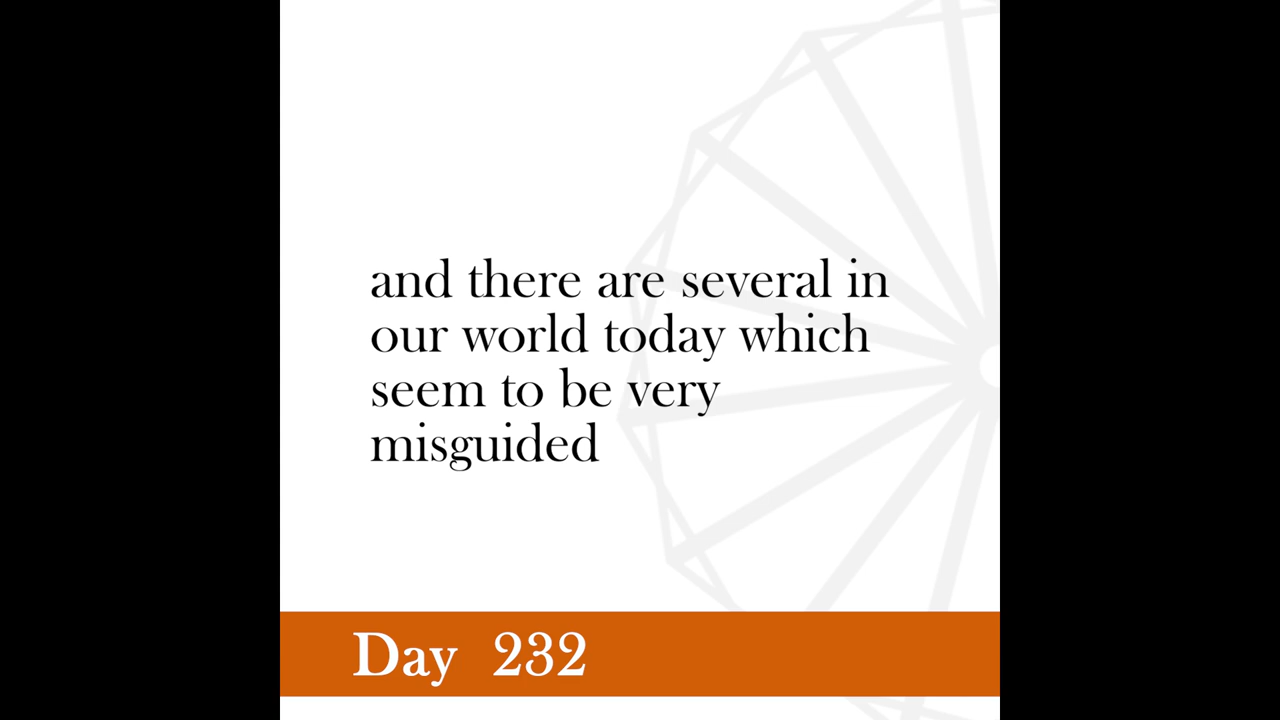 and there are several in
our world today which
seem to be very
misguided
Day 232